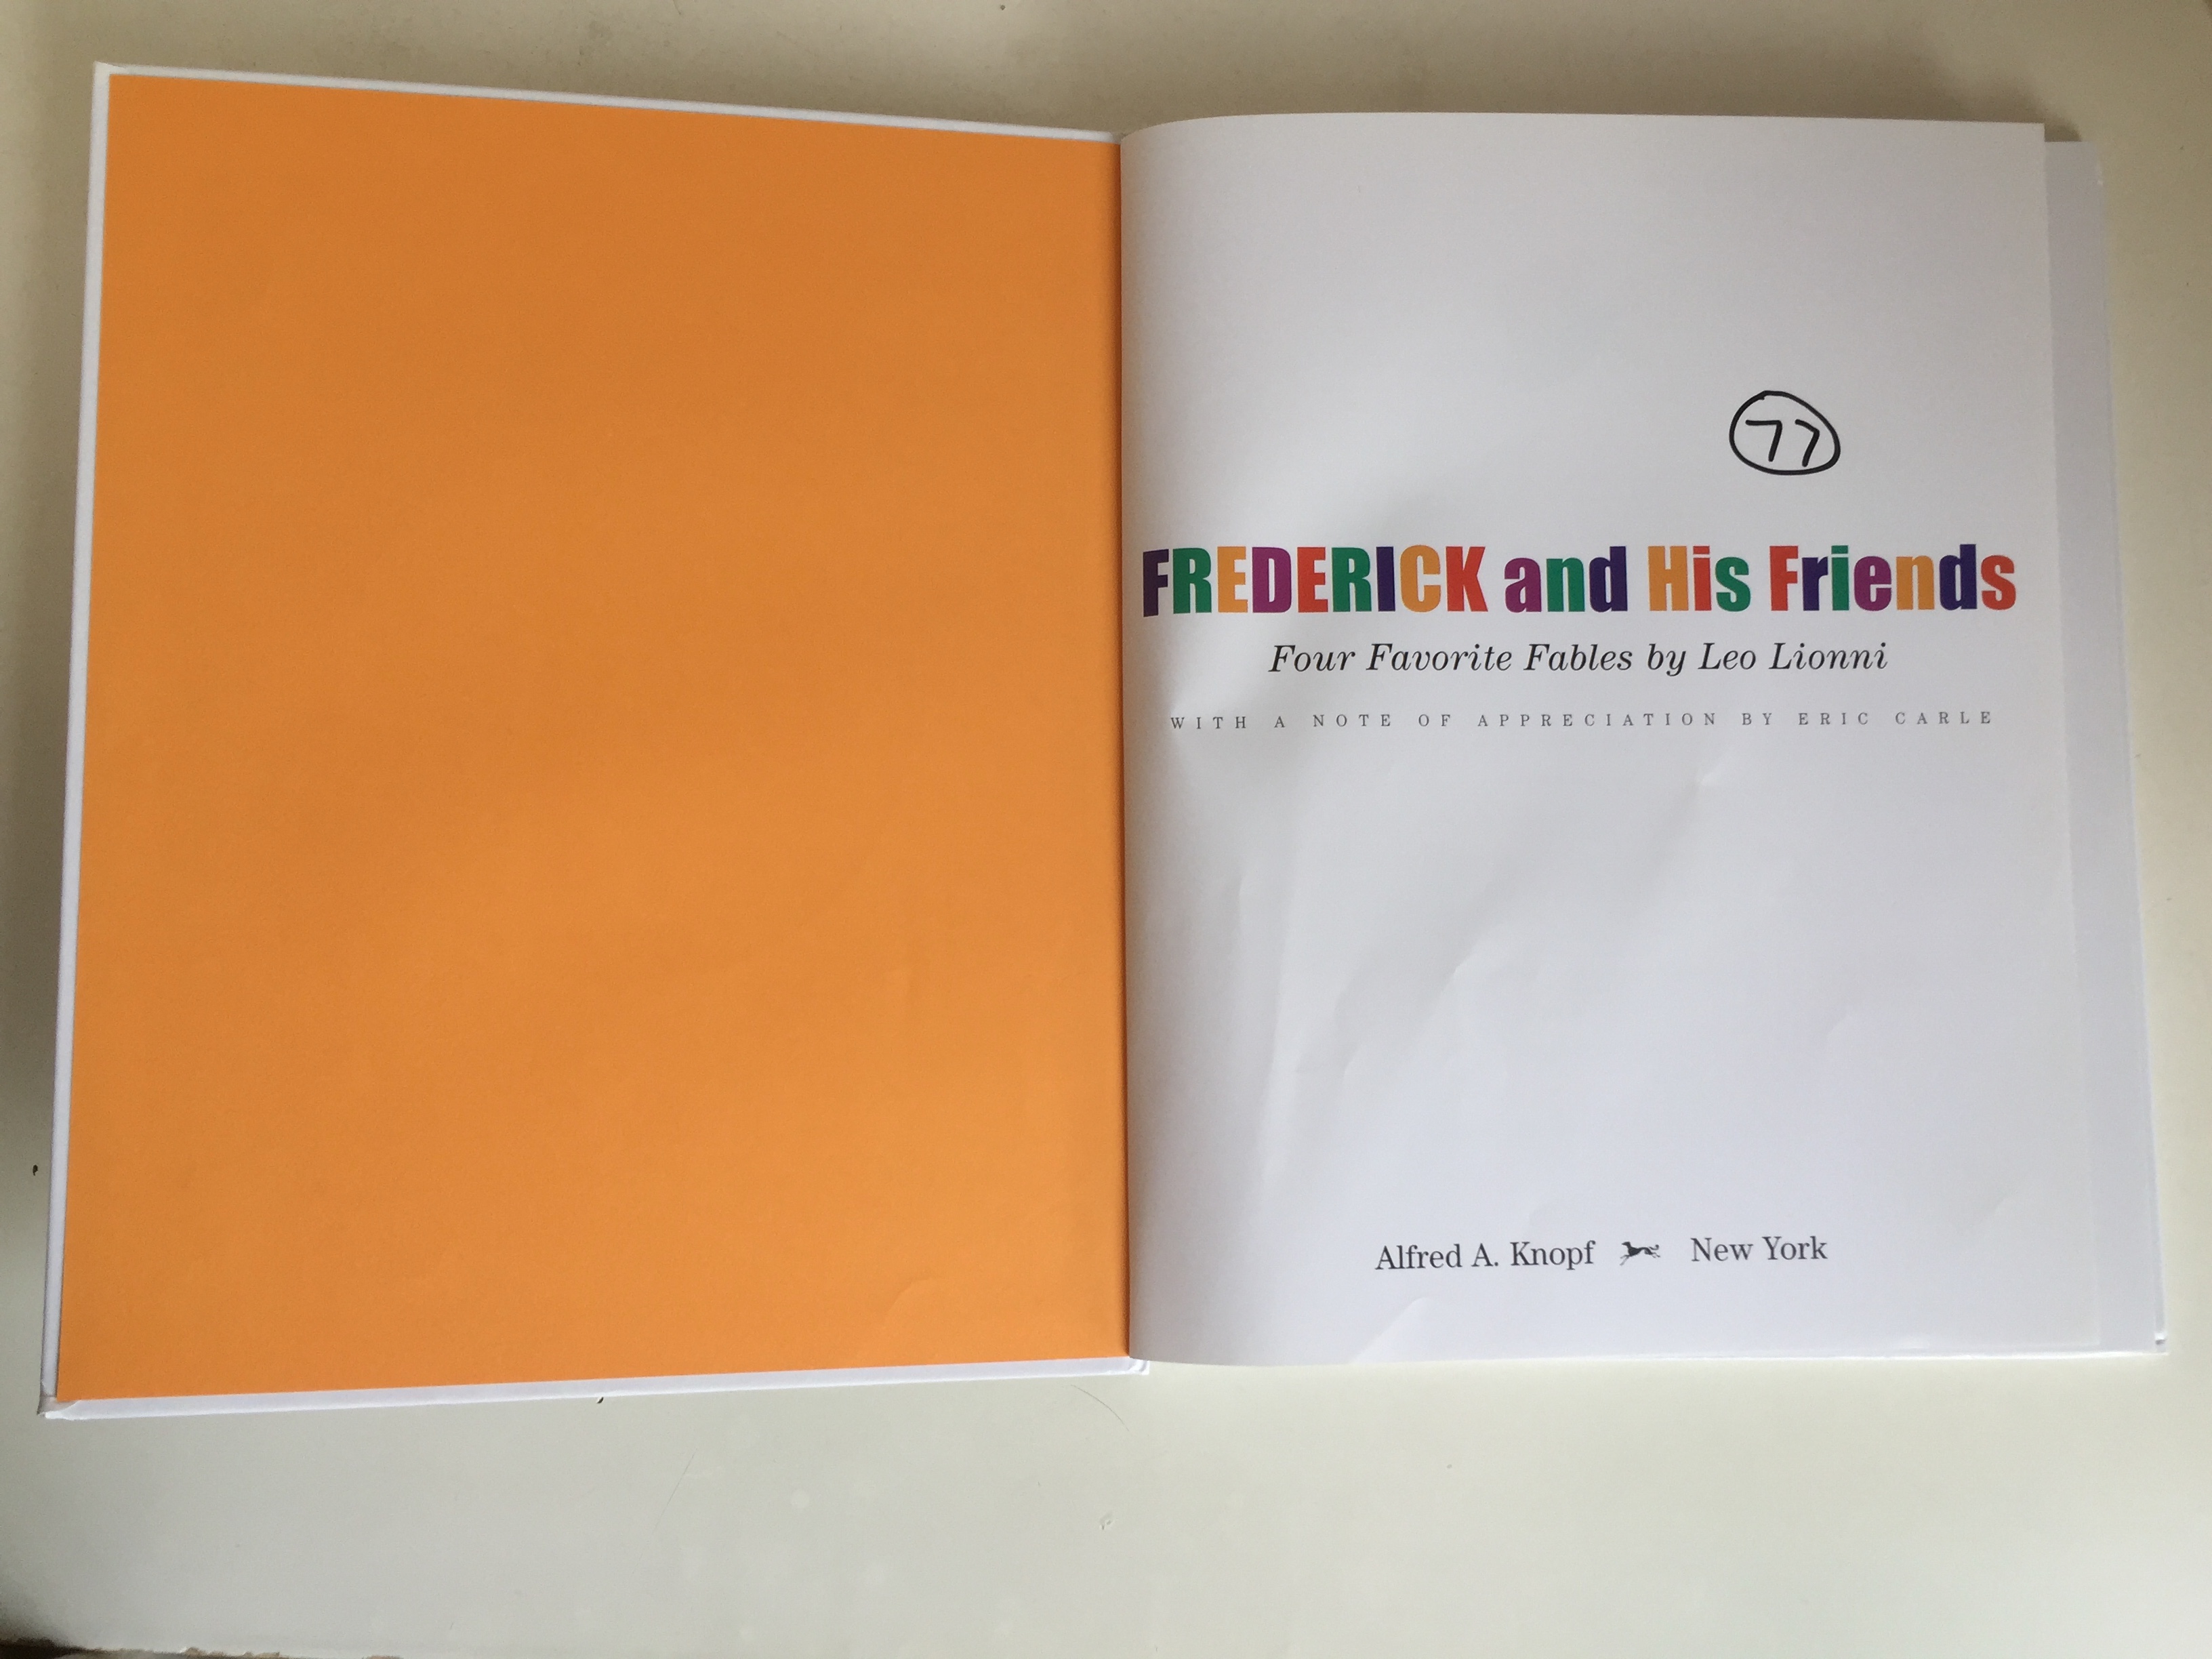 77
FREDERICK and His Friends
Four Favorite Fables by Leo Lionni
WITH A NOTE OF APPRECIATION BY ERIC CARLE
Alfred A. Knopf New York